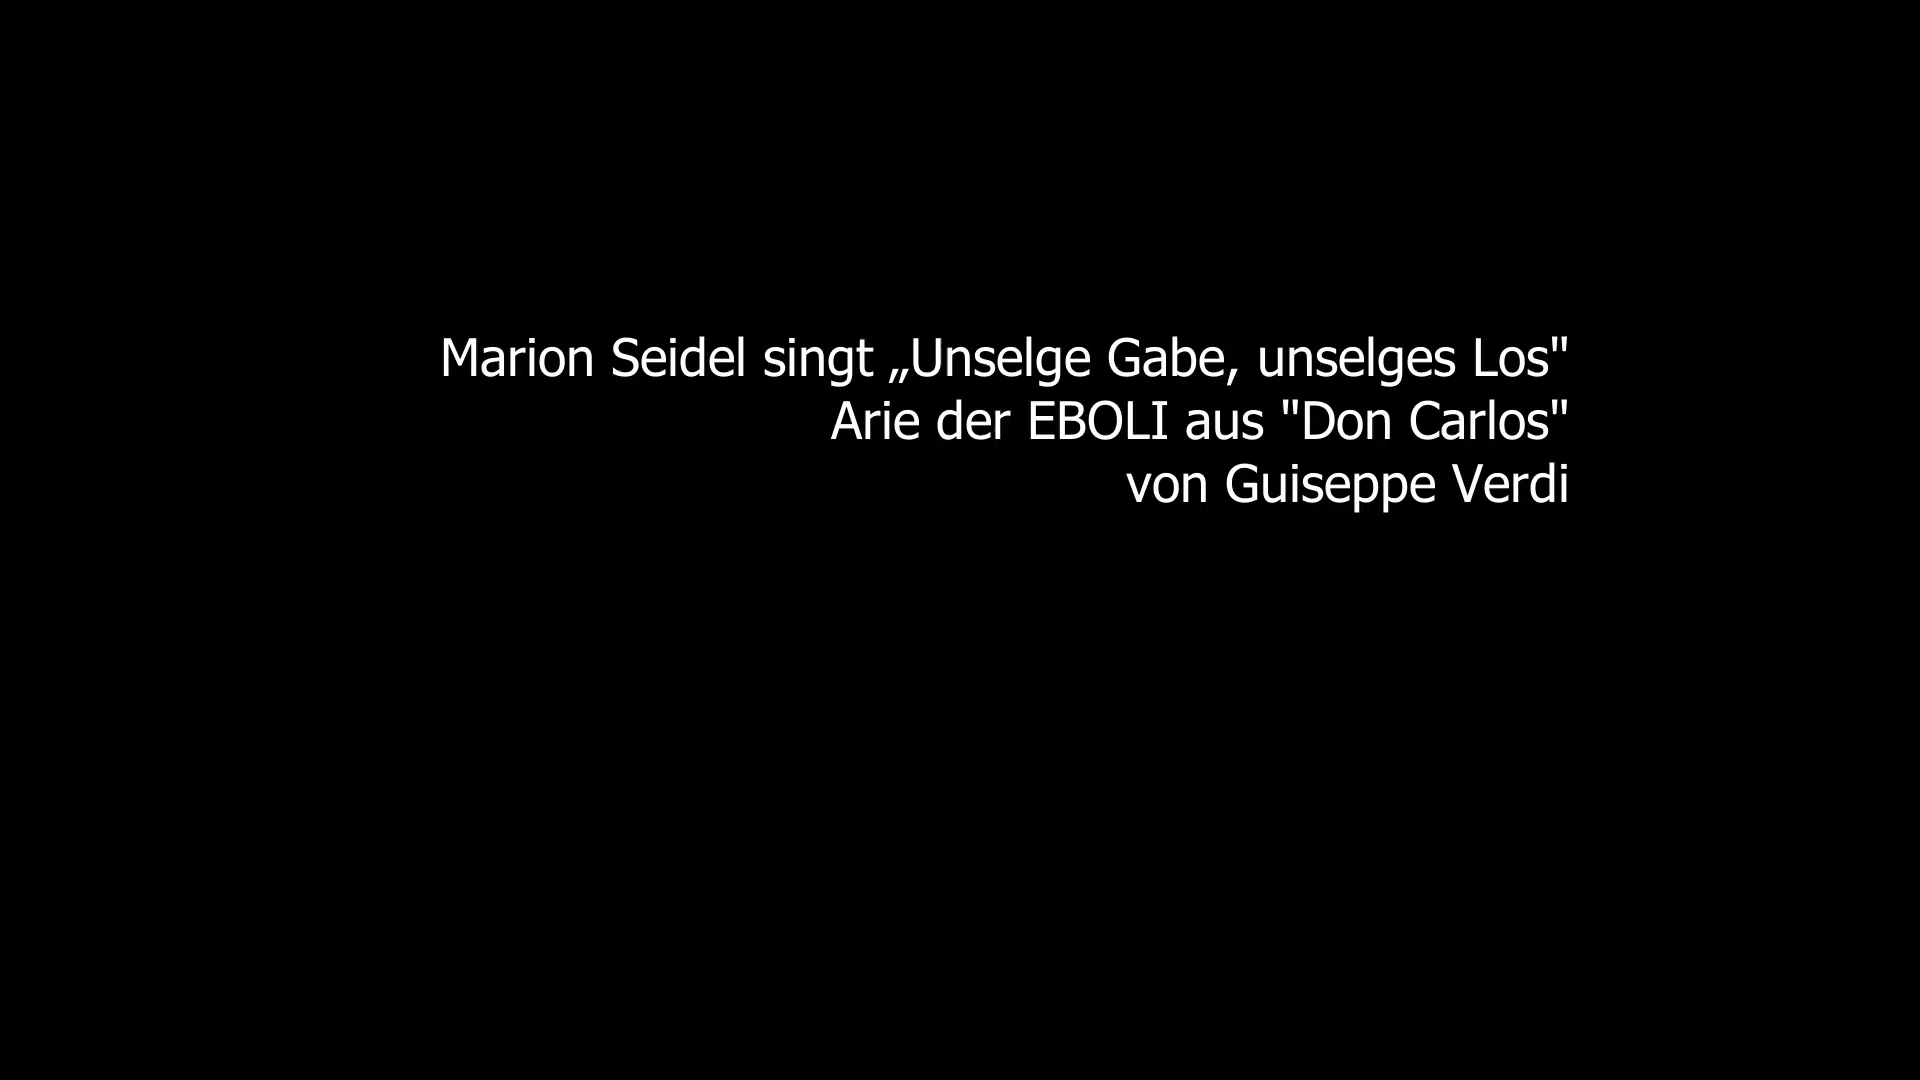 Marion Seidel singt „Unselge Gabe, unselges Los"
Arie der EBOLI aus "Don Carlos"
von Guiseppe Verdi